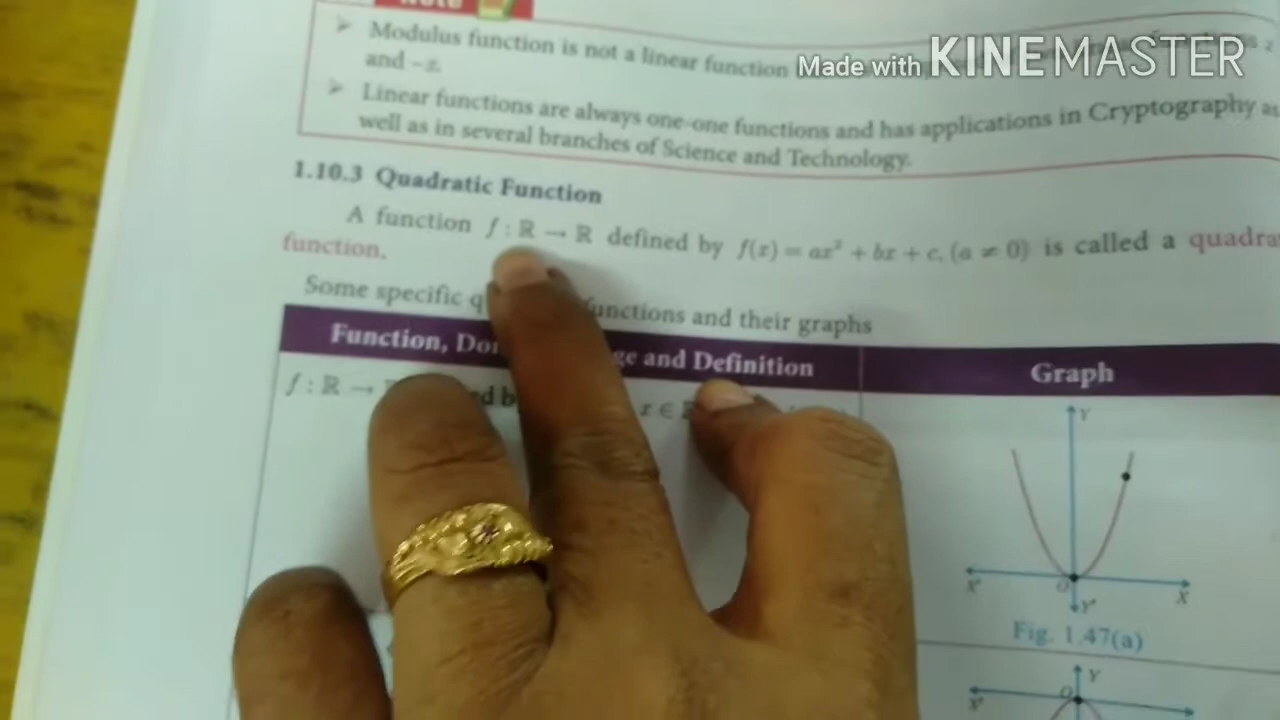 Note
Made with KINEMASTER
➤ Modulus function is not a linear function
and −x.
➤ Linear functions are always one-one functions and has applications in Cryptography as
well as in several branches of Science and Technology.
1.10.3 Quadratic Function
A function f : ℝ → ℝ defined by f(x) = ax² + bx + c, (a ≠ 0) is called a quadra
function.
Some specific q functions and their graphs
Function, Do ge and Definition
Graph
f : ℝ → ed b x ∈
Y
X' O X
Y'
Fig. 1.47(a)
Y
X' O